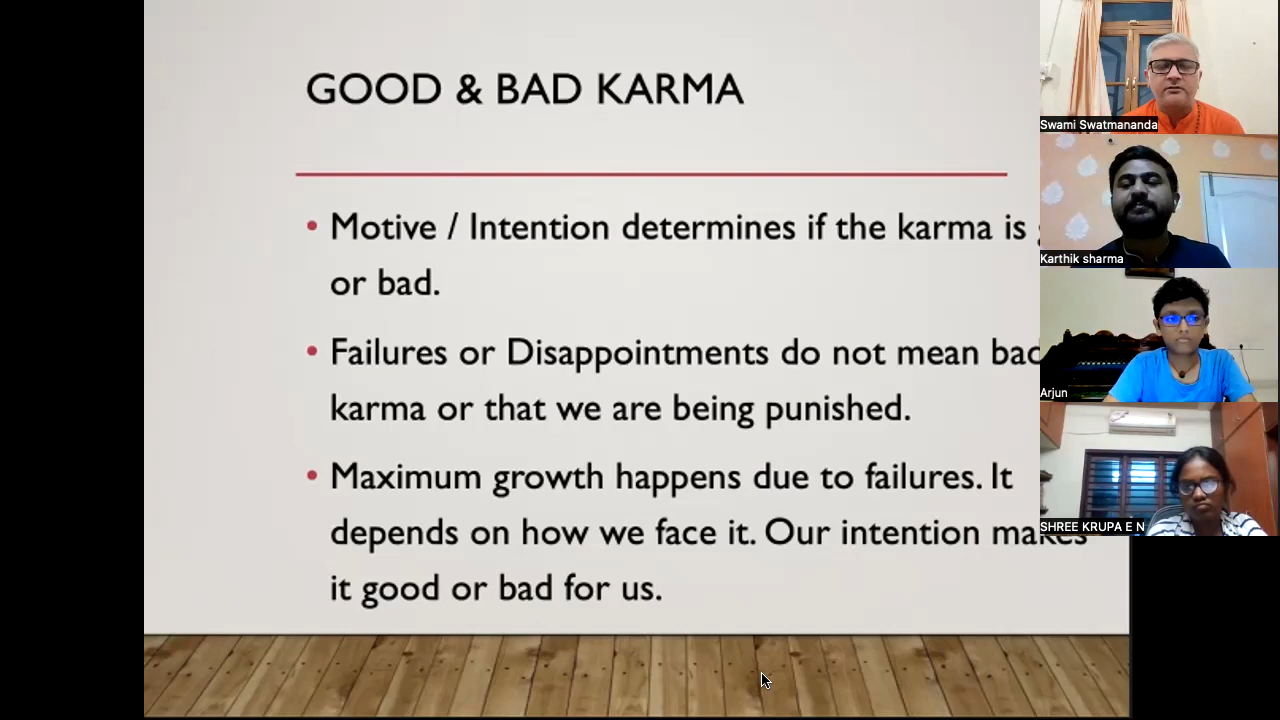 GOOD & BAD KARMA
• Motive / Intention determines if the karma is
or bad.
• Failures or Disappointments do not mean bad
karma or that we are being punished.
• Maximum growth happens due to failures. It
depends on how we face it. Our intention makes
it good or bad for us.
Swami Swatmananda
Karthik sharma
Arjun
SHREE KRUPA E N